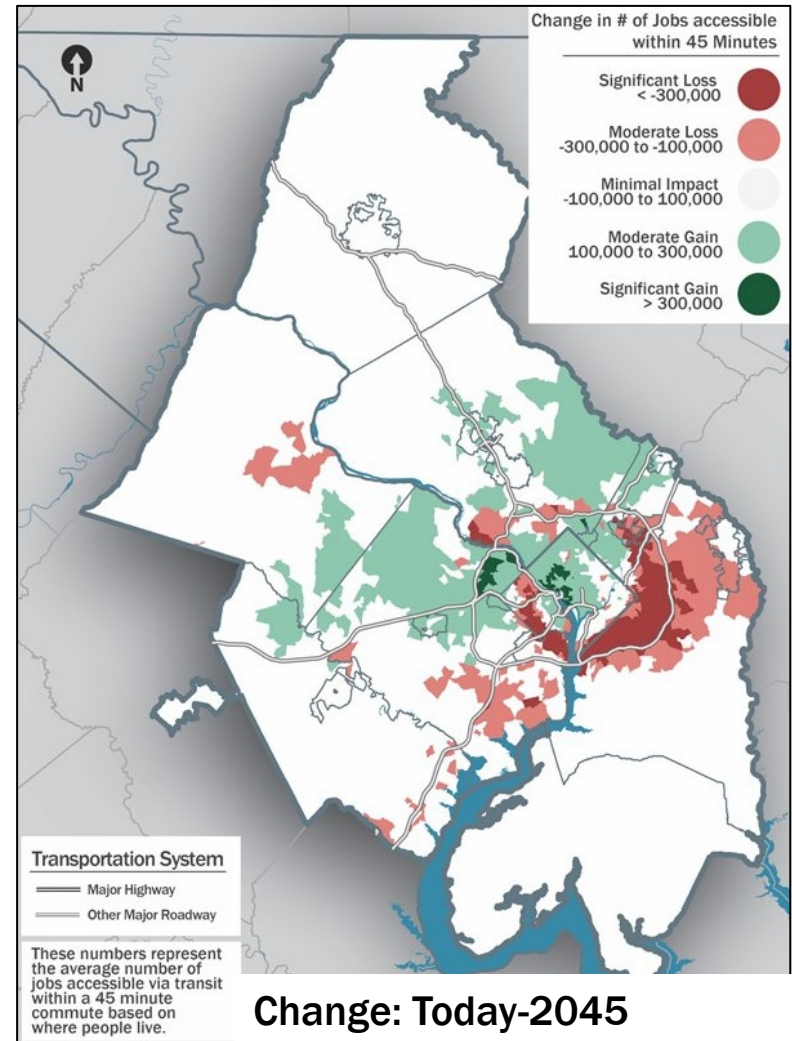 Change in # of Jobs accessible
within 45 Minutes
Significant Loss
< -300,000
Moderate Loss
-300,000 to -100,000
Minimal Impact
-100,000 to 100,000
Moderate Gain
100,000 to 300,000
Significant Gain
> 300,000
N
Transportation System
Major Highway
Other Major Roadway
These numbers represent
the average number of
jobs accessible via transit
within a 45 minute
commute based on
where people live.
Change: Today-2045